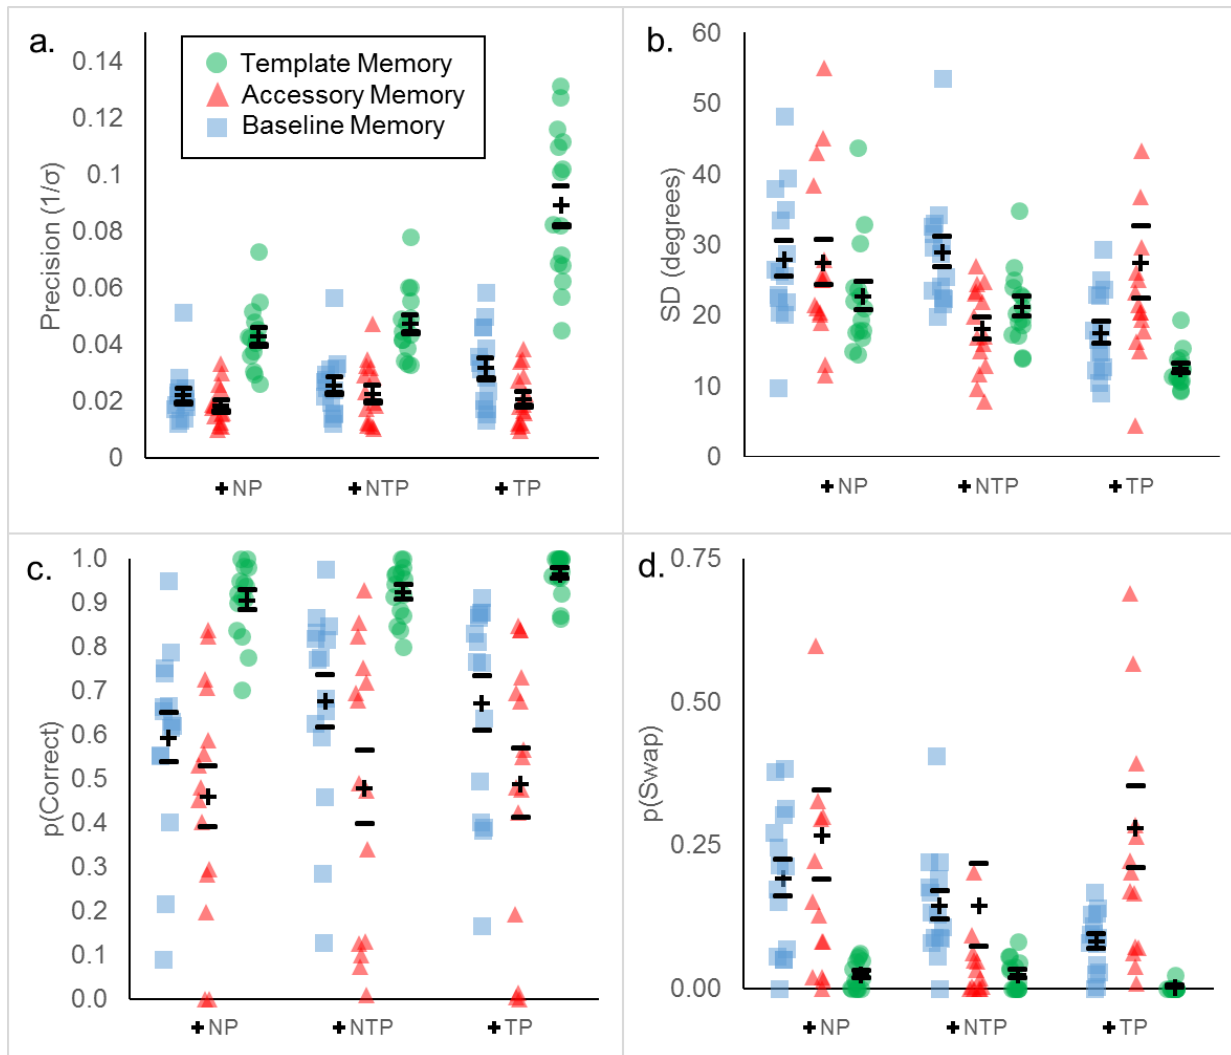 a.
0.14
0.12
0.1
0.08
0.06
0.04
0.02
0
Precision (1/σ)
Template Memory
Accessory Memory
Baseline Memory
NP
NTP
TP
b.
60
50
40
30
20
10
0
SD (degrees)
NP
NTP
TP
c.
1.0
0.9
0.8
0.7
0.6
0.5
0.4
0.3
0.2
0.1
0.0
p(Correct)
NP
NTP
TP
d.
0.75
0.50
0.25
0.00
p(Swap)
NP
NTP
TP